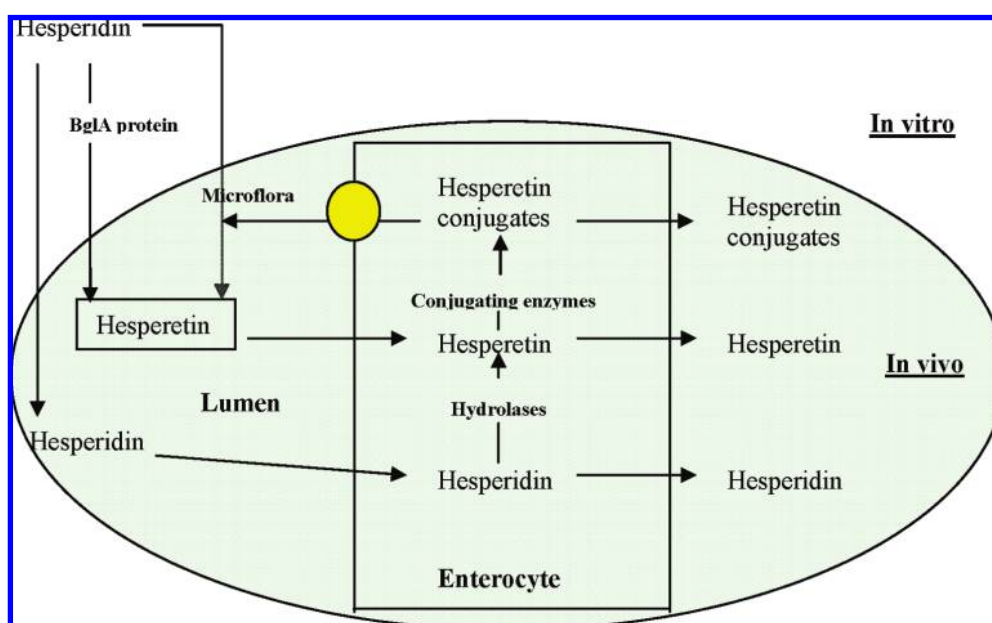 Hesperidin
BglA protein
In vitro
Microflora
Hesperetin
conjugates
Hesperetin
conjugates
Conjugating enzymes
Hesperetin
Hesperetin
Hesperetin
In vivo
Lumen
Hydrolases
Hesperidin
Hesperidin
Hesperidin
Enterocyte